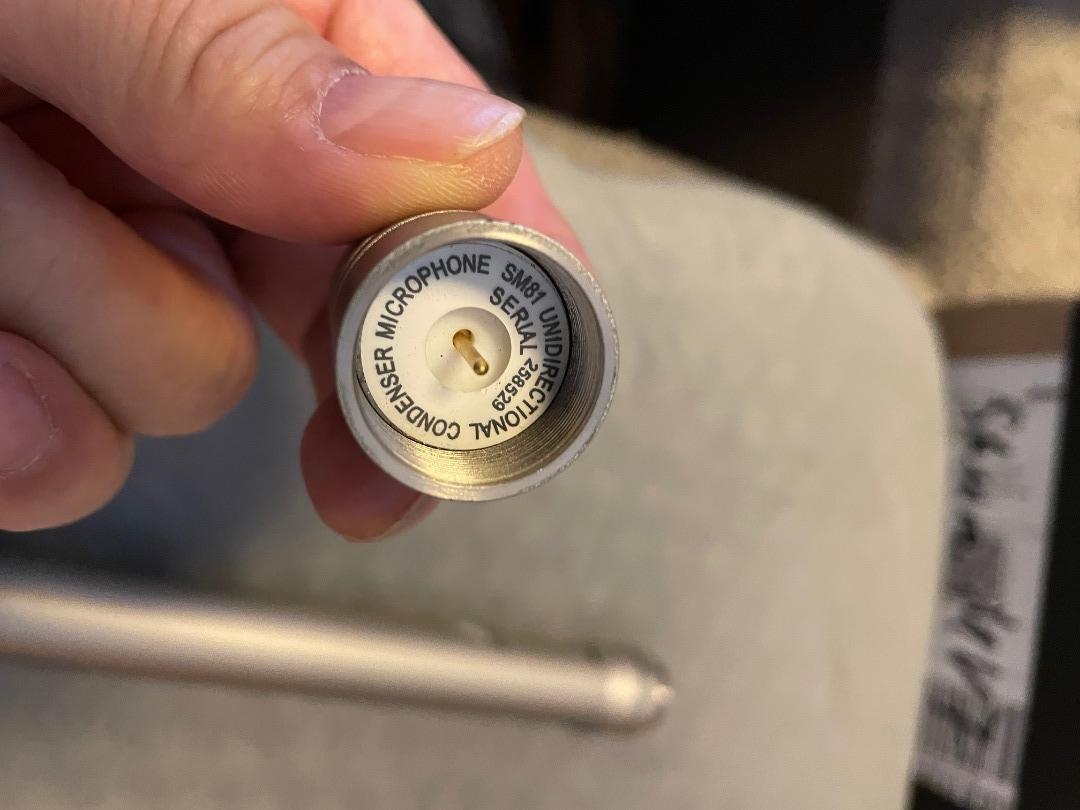 SM81 UNIDIRECTIONAL CONDENSER MICROPHONE
SERIAL 258529